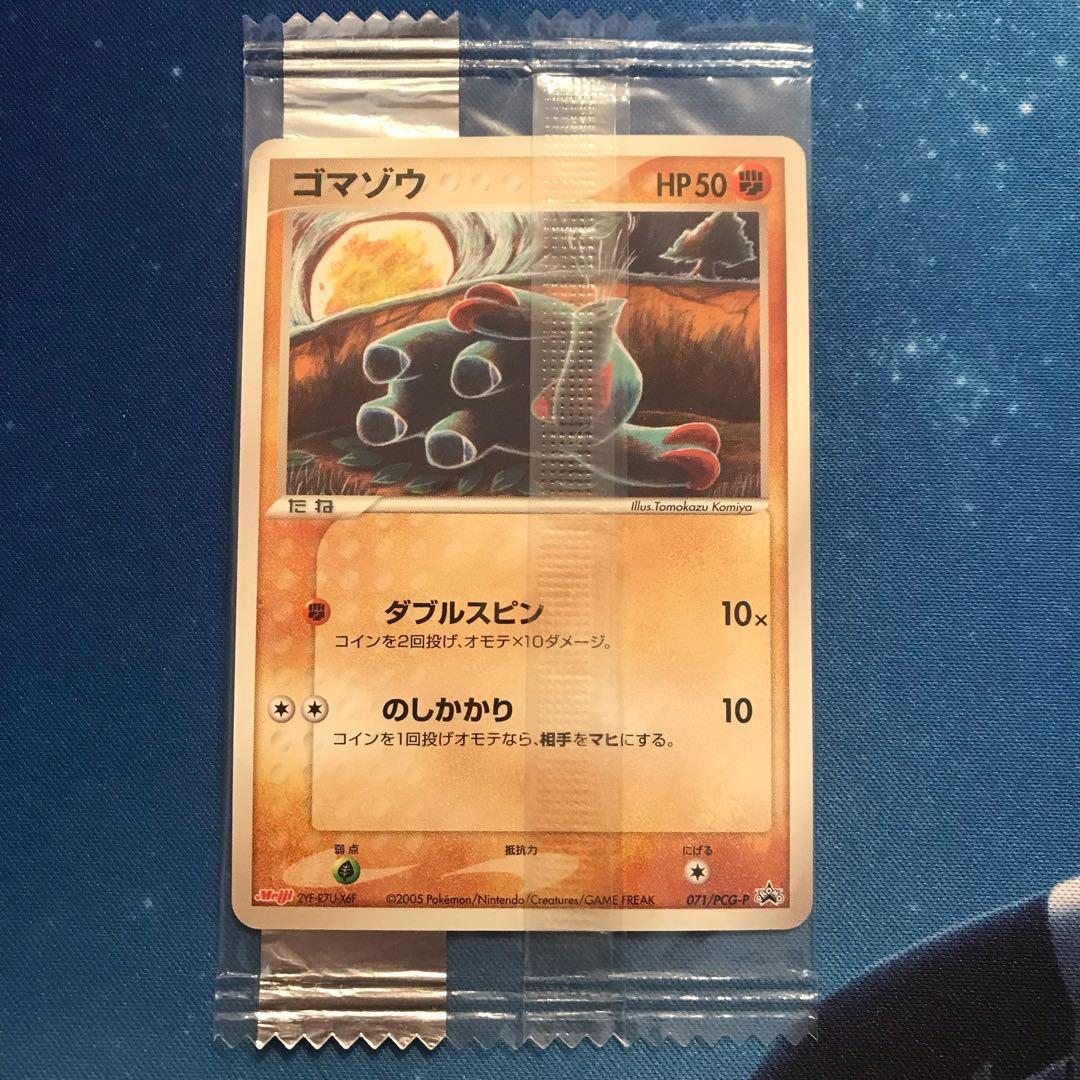 ゴマゾウ HP50
たね Illus.Tomokazu Komiya
ダブルスピン 10×
コインを2回投げ、オモテ×10ダメージ。
のしかかり 10
コインを1回投げオモテなら、相手をマヒにする。
弱点 抵抗力 にげる
Meiji 2YF-R7U-X6F ©2005 Pokémon/Nintendo/Creatures/GAME FREAK 071/PCG-P